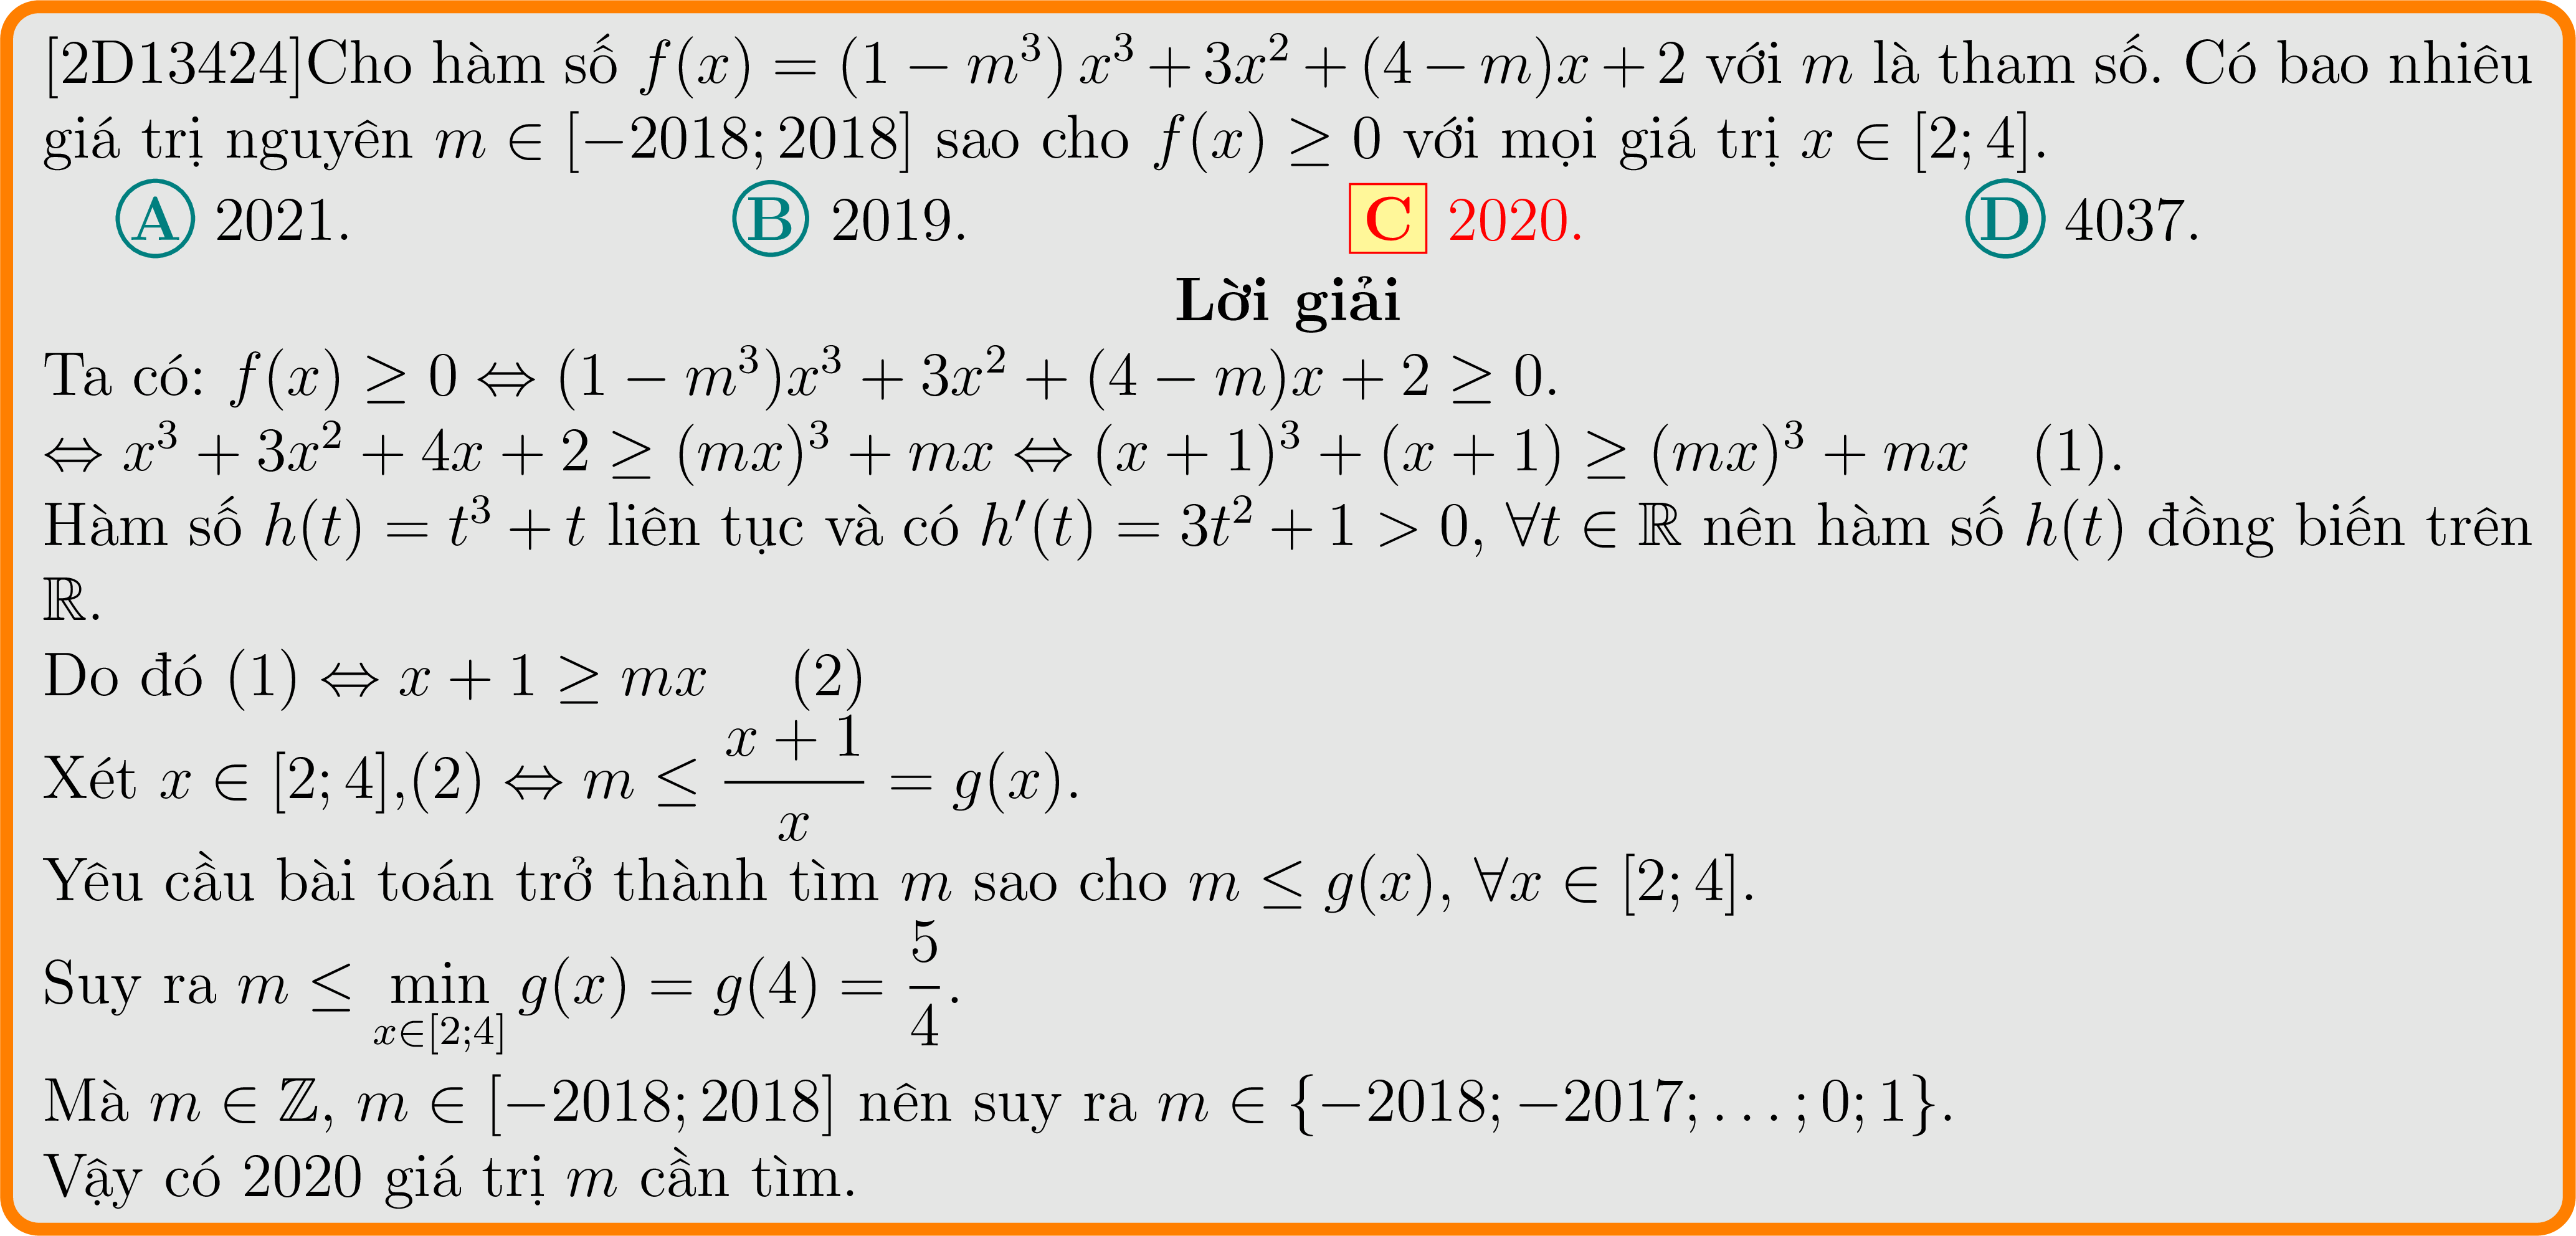 [2D13424]Cho hàm số f(x) = (1 − m³) x³ + 3x² + (4 − m)x + 2 với m là tham số. Có bao nhiêu
giá trị nguyên m ∈ [−2018; 2018] sao cho f(x) ≥ 0 với mọi giá trị x ∈ [2; 4].
A 2021. B 2019. C 2020. D 4037.
Lời giải
Ta có: f(x) ≥ 0 ⇔ (1 − m³)x³ + 3x² + (4 − m)x + 2 ≥ 0.
⇔ x³ + 3x² + 4x + 2 ≥ (mx)³ + mx ⇔ (x + 1)³ + (x + 1) ≥ (mx)³ + mx (1).
Hàm số h(t) = t³ + t liên tục và có h′(t) = 3t² + 1 > 0, ∀t ∈ ℝ nên hàm số h(t) đồng biến trên
ℝ.
Do đó (1) ⇔ x + 1 ≥ mx (2)
Xét x ∈ [2; 4],(2) ⇔ m ≤ (x + 1)/x = g(x).
Yêu cầu bài toán trở thành tìm m sao cho m ≤ g(x), ∀x ∈ [2; 4].
Suy ra m ≤ min_{x∈[2;4]} g(x) = g(4) = 5/4.
Mà m ∈ ℤ, m ∈ [−2018; 2018] nên suy ra m ∈ {−2018; −2017; . . . ; 0; 1}.
Vậy có 2020 giá trị m cần tìm.